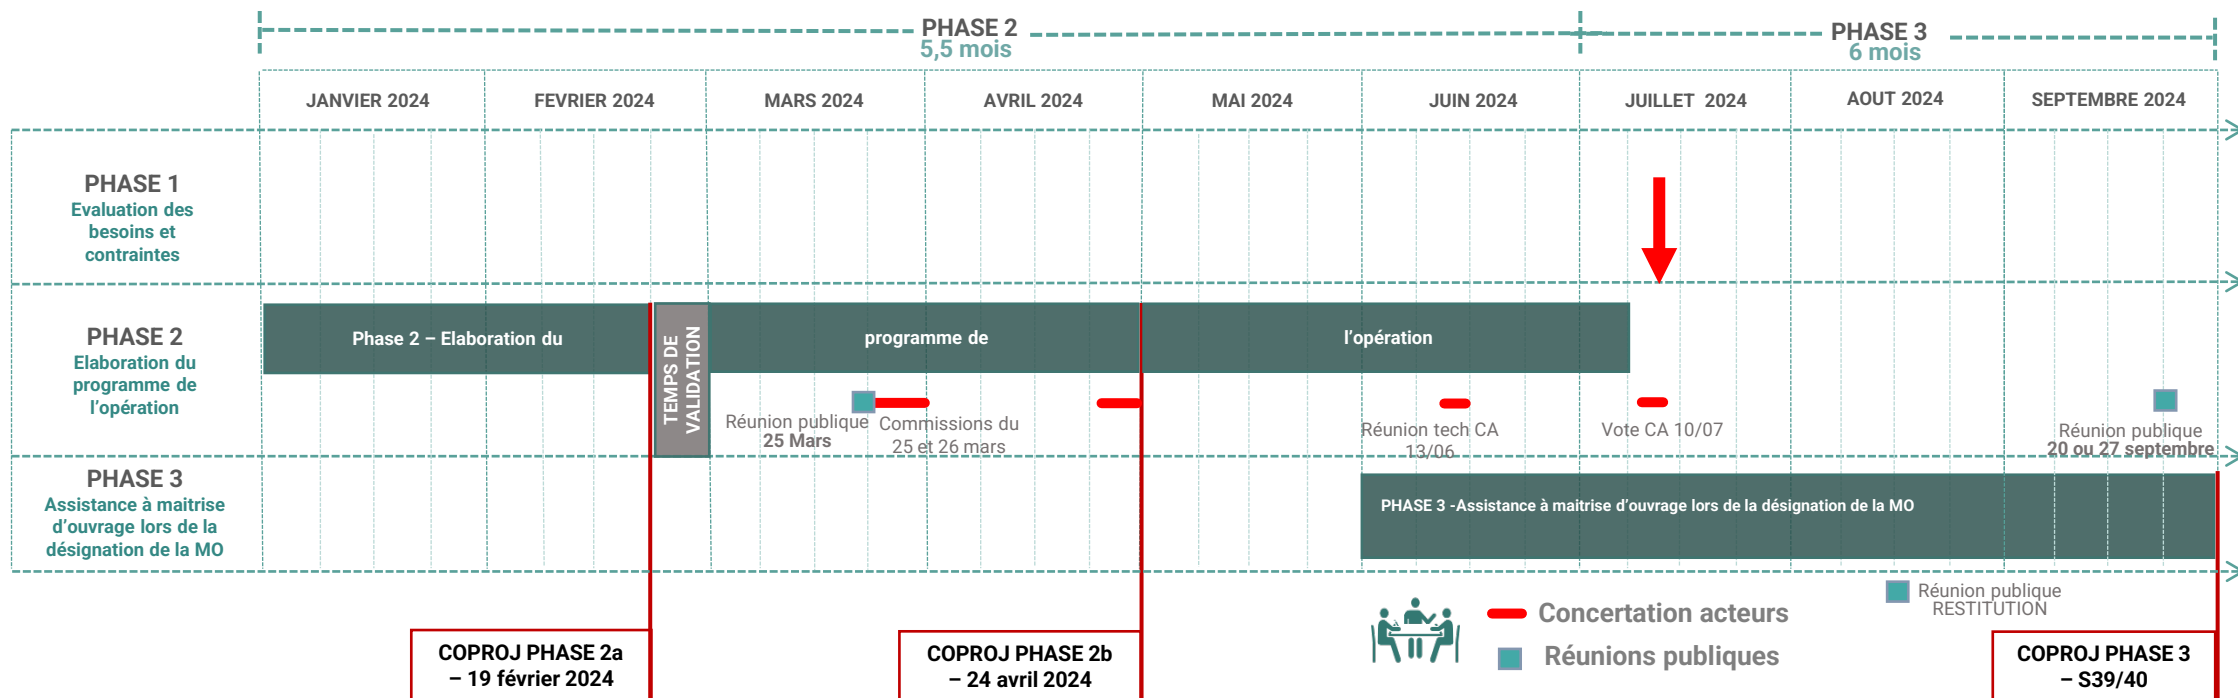 PHASE 2
5,5 mois
PHASE 3
6 mois
JANVIER 2024
FEVRIER 2024
MARS 2024
AVRIL 2024
MAI 2024
JUIN 2024
JUILLET 2024
AOUT 2024
SEPTEMBRE 2024
PHASE 1
Evaluation des
besoins et
contraintes
PHASE 2
Elaboration du
programme de
l'opération
Phase 2 – Elaboration du
TEMPS DE
VALIDATION
programme de
l'opération
Réunion publique
25 Mars
Commissions du
25 et 26 mars
Réunion tech CA
13/06
Vote CA 10/07
Réunion publique
20 ou 27 septembre
PHASE 3
Assistance à maitrise
d'ouvrage lors de la
désignation de la MO
PHASE 3 -Assistance à maitrise d'ouvrage lors de la désignation de la MO
Réunion publique
RESTITUTION
Concertation acteurs
Réunions publiques
COPROJ PHASE 2a
– 19 février 2024
COPROJ PHASE 2b
– 24 avril 2024
COPROJ PHASE 3
– S39/40